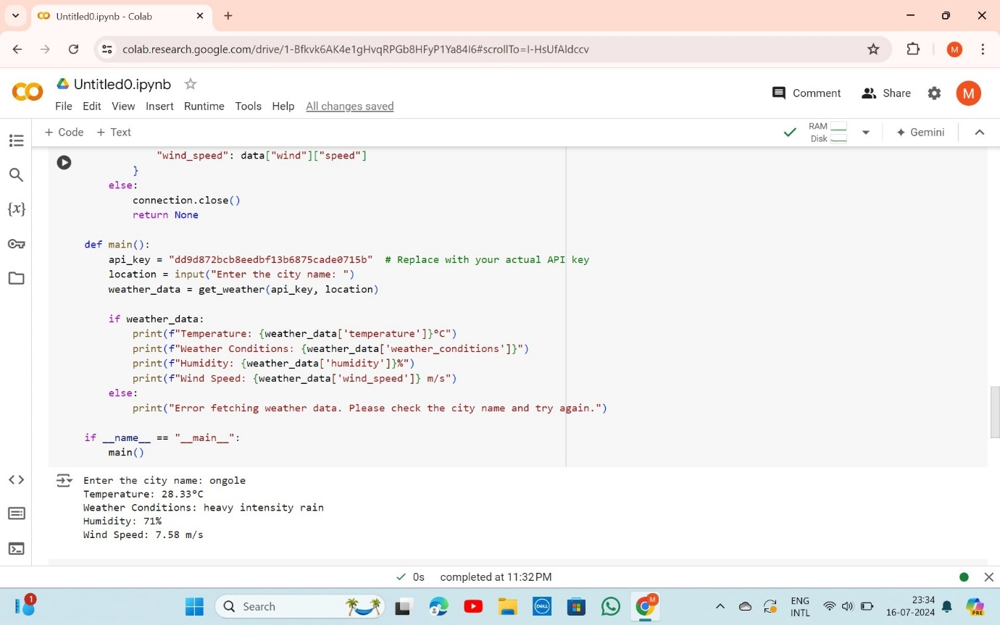 Untitled0.ipynb - Colab
colab.research.google.com/drive/1-Bfkvk6AK4e1gHvqRPGb8HFyP1Ya84I6#scrollTo=I-HsUfAldccv
M
CO Untitled0.ipynb
Comment Share M
File Edit View Insert Runtime Tools Help All changes saved
+ Code + Text RAM Disk Gemini
"wind_speed": data["wind"]["speed"]
}
else:
connection.close()
return None
{x}
def main():
api_key = "dd9d872bcb8eedbf13b6875cade0715b" # Replace with your actual API key
location = input("Enter the city name: ")
weather_data = get_weather(api_key, location)
if weather_data:
print(f"Temperature: {weather_data['temperature']}°C")
print(f"Weather Conditions: {weather_data['weather_conditions']}")
print(f"Humidity: {weather_data['humidity']}%")
print(f"Wind Speed: {weather_data['wind_speed']} m/s")
else:
print("Error fetching weather data. Please check the city name and try again.")
if __name__ == "__main__":
main()
Enter the city name: ongole
Temperature: 28.33°C
Weather Conditions: heavy intensity rain
Humidity: 71%
Wind Speed: 7.58 m/s
0s completed at 11:32 PM
1
Search
DELL
M
ENG
INTL
23:34
16-07-2024
PRE